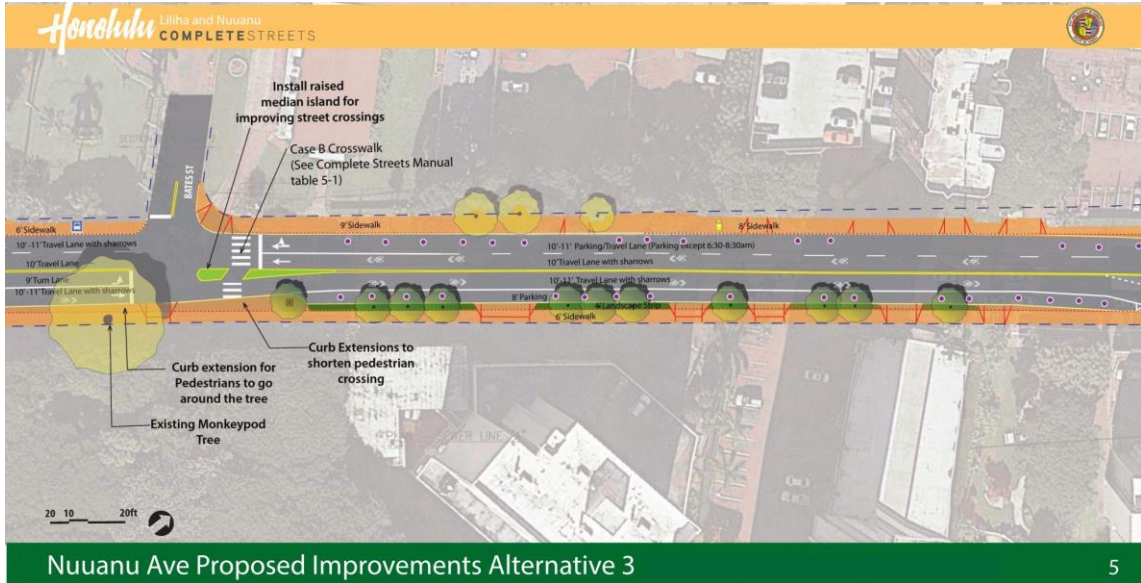 Honolulu
Liliha and Nuuanu
COMPLETESTREETS
Install raised
median island for
improving street crossings
Case B Crosswalk
(See Complete Streets Manual
table 5-1)
BATES ST
6' Sidewalk
9' Sidewalk
8' Sidewalk
10'-11' Travel Lane with sharrows
10'-11' Parking/Travel Lane (Parking except 6:30-8:30am)
10' Travel Lane
10' Travel Lane with sharrows
9' Turn Lane
10'-11' Travel Lane with sharrows
10'-11' Travel Lane with sharrows
8' Parking
Landscape Strip
6' Sidewalk
Curb extension for
Pedestrians to go
around the tree
Curb Extensions to
shorten pedestrian
crossing
Existing Monkeypod
Tree
SEWER LINE
20 10 20ft
Nuuanu Ave Proposed Improvements Alternative 3
5